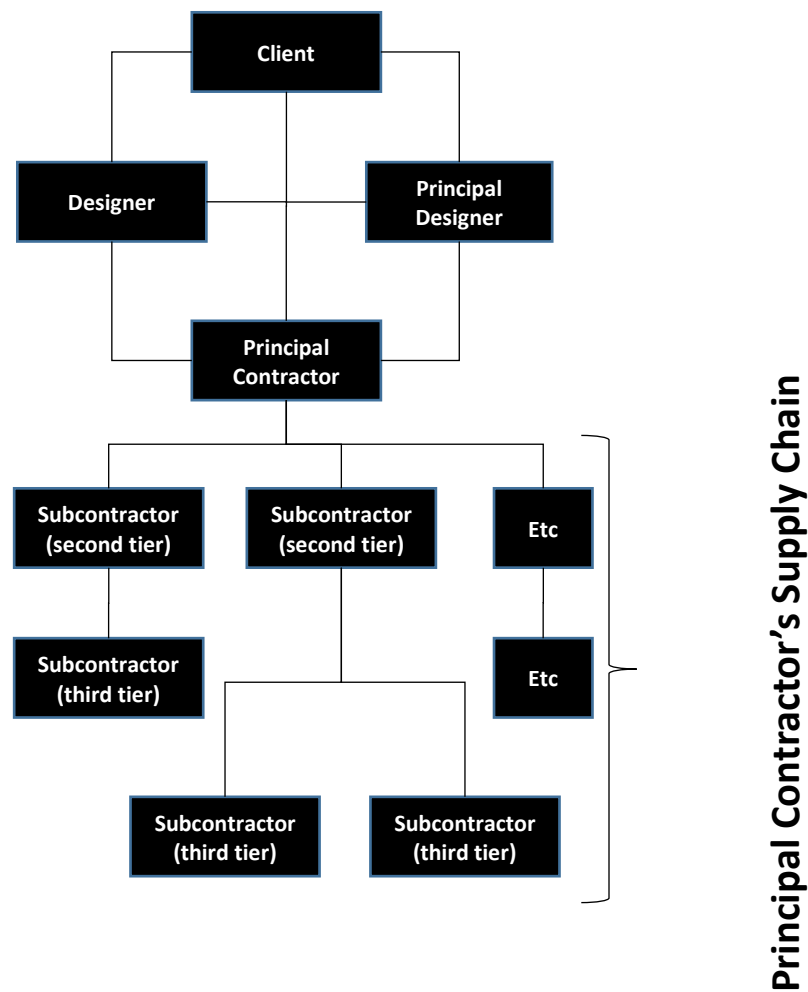 Client
Designer
Principal
Designer
Principal
Contractor
Subcontractor
(second tier)
Subcontractor
(second tier)
Etc
Subcontractor
(third tier)
Etc
Subcontractor
(third tier)
Subcontractor
(third tier)
Principal Contractor’s Supply Chain